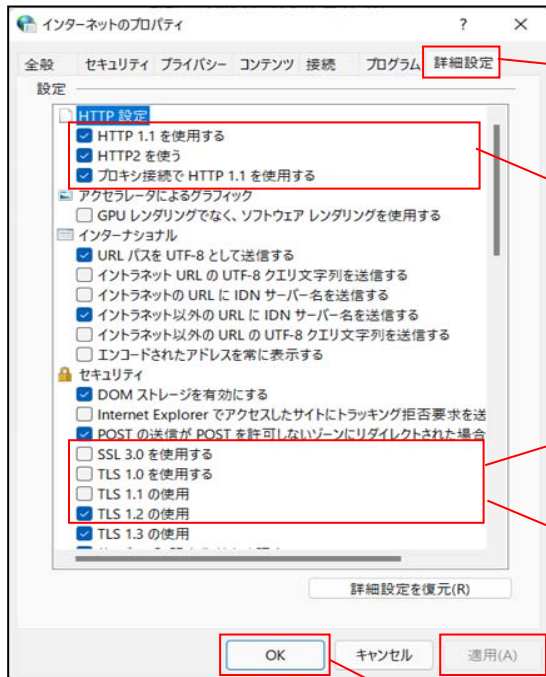 インターネットのプロパティ
? ×
全般 セキュリティ プライバシー コンテンツ 接続 プログラム 詳細設定
設定
HTTP 設定
HTTP 1.1 を使用する
HTTP2 を使う
プロキシ接続で HTTP 1.1 を使用する
アクセラレータによるグラフィック
GPU レンダリングでなく、ソフトウェア レンダリングを使用する
インターナショナル
URL パスを UTF-8 として送信する
イントラネット URL の UTF-8 クエリ文字列を送信する
イントラネットの URL に IDN サーバー名を送信する
イントラネット以外の URL に IDN サーバー名を送信する
イントラネット以外の URL の UTF-8 クエリ文字列を送信する
エンコードされたアドレスを常に表示する
セキュリティ
DOM ストレージを有効にする
Internet Explorer でアクセスしたサイトにトラッキング拒否要求を送
POST の送信が POST を許可しないゾーンにリダイレクトされた場合
SSL 3.0 を使用する
TLS 1.0 を使用する
TLS 1.1 の使用
TLS 1.2 の使用
TLS 1.3 の使用
詳細設定を復元(R)
OK キャンセル 適用(A)